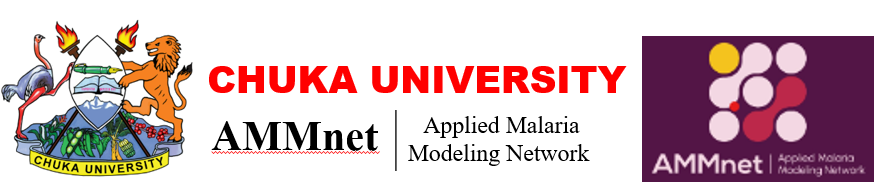 CHUKA UNIVERSITY
CHUKA UNIVERSITY
AMMnet | Applied Malaria
Modeling Network
AMMnet | Applied Malaria
Modeling Network